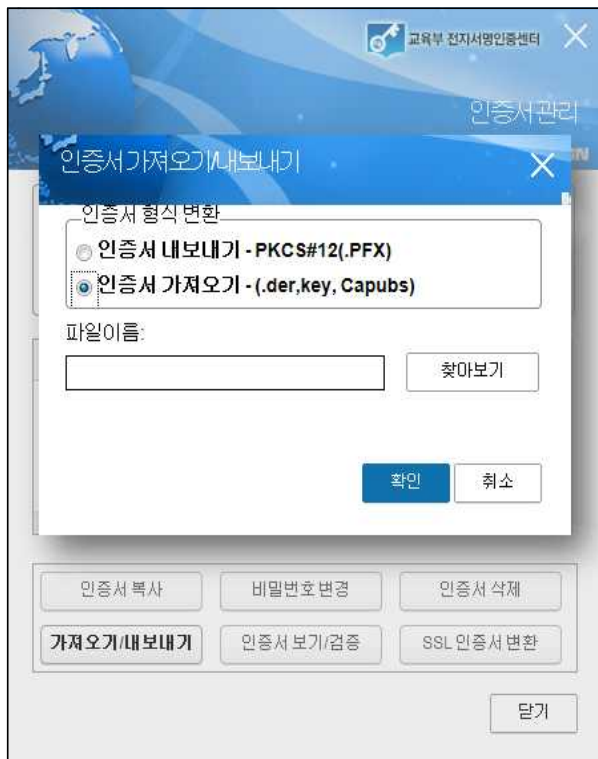 교육부 전자서명인증센터
인증서관리
인증서가져오기/내보내기
인증서 형식 변환
인증서 내보내기 - PKCS#12(.PFX)
인증서 가져오기 - (.der,key, Capubs)
파일이름:
찾아보기
확인 취소
인증서 복사 비밀번호 변경 인증서 삭제
가져오기/내보내기 인증서 보기/검증 SSL 인증서 변환
닫기